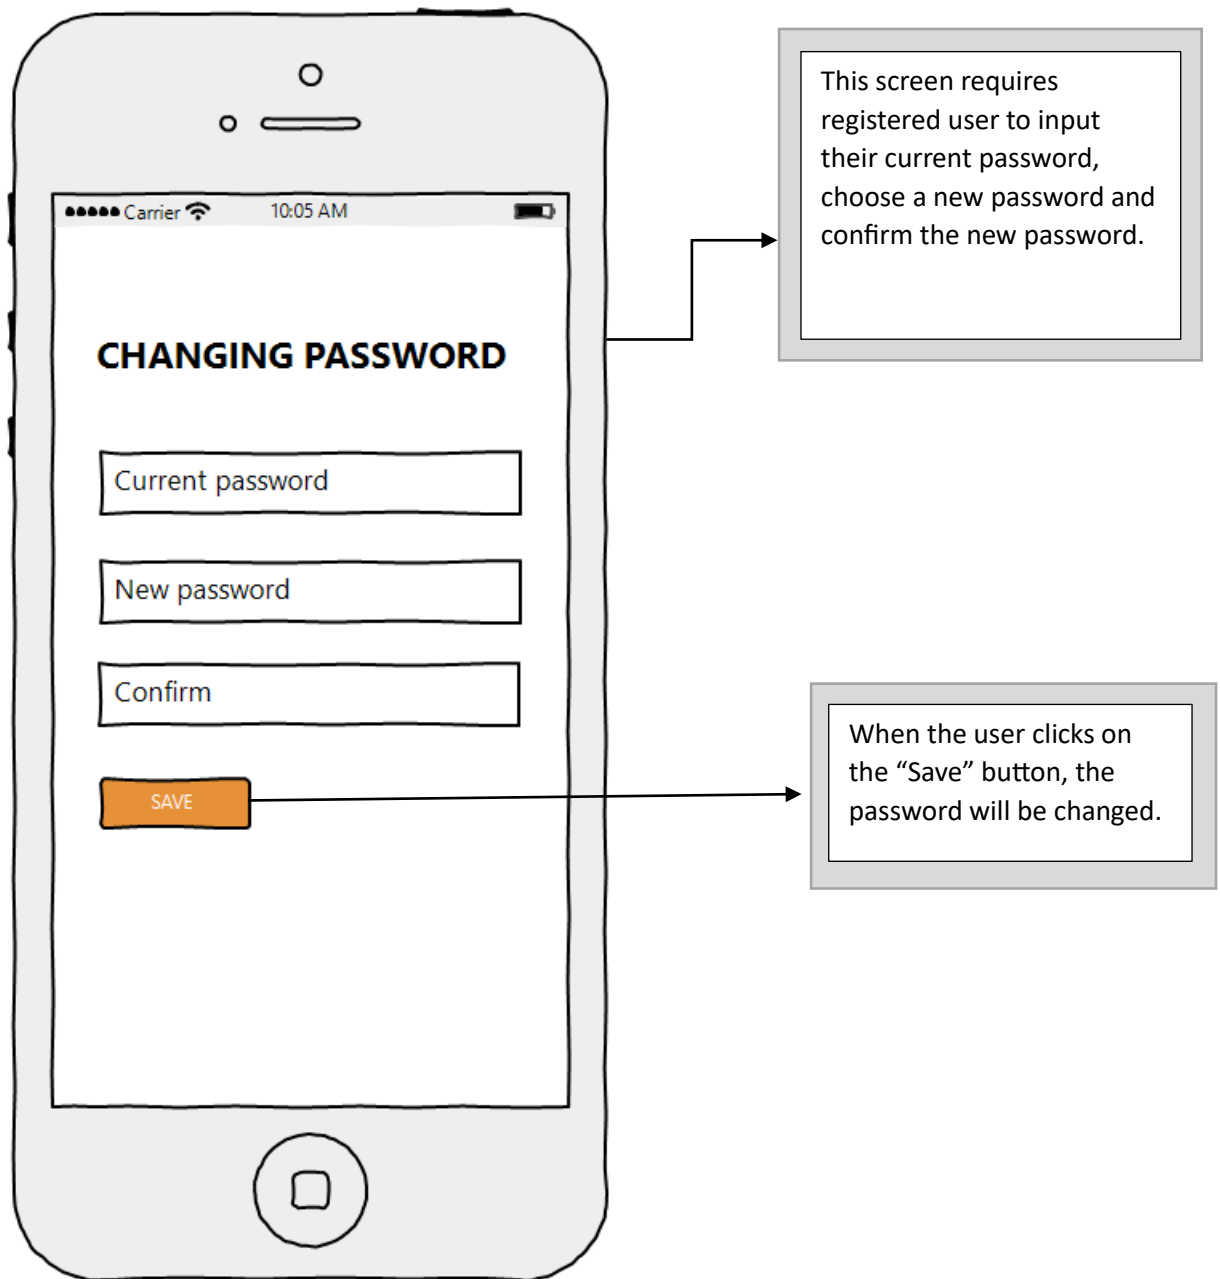 Carrier 10:05 AM
CHANGING PASSWORD
Current password
New password
Confirm
SAVE
This screen requires
registered user to input
their current password,
choose a new password and
confirm the new password.
When the user clicks on
the “Save” button, the
password will be changed.